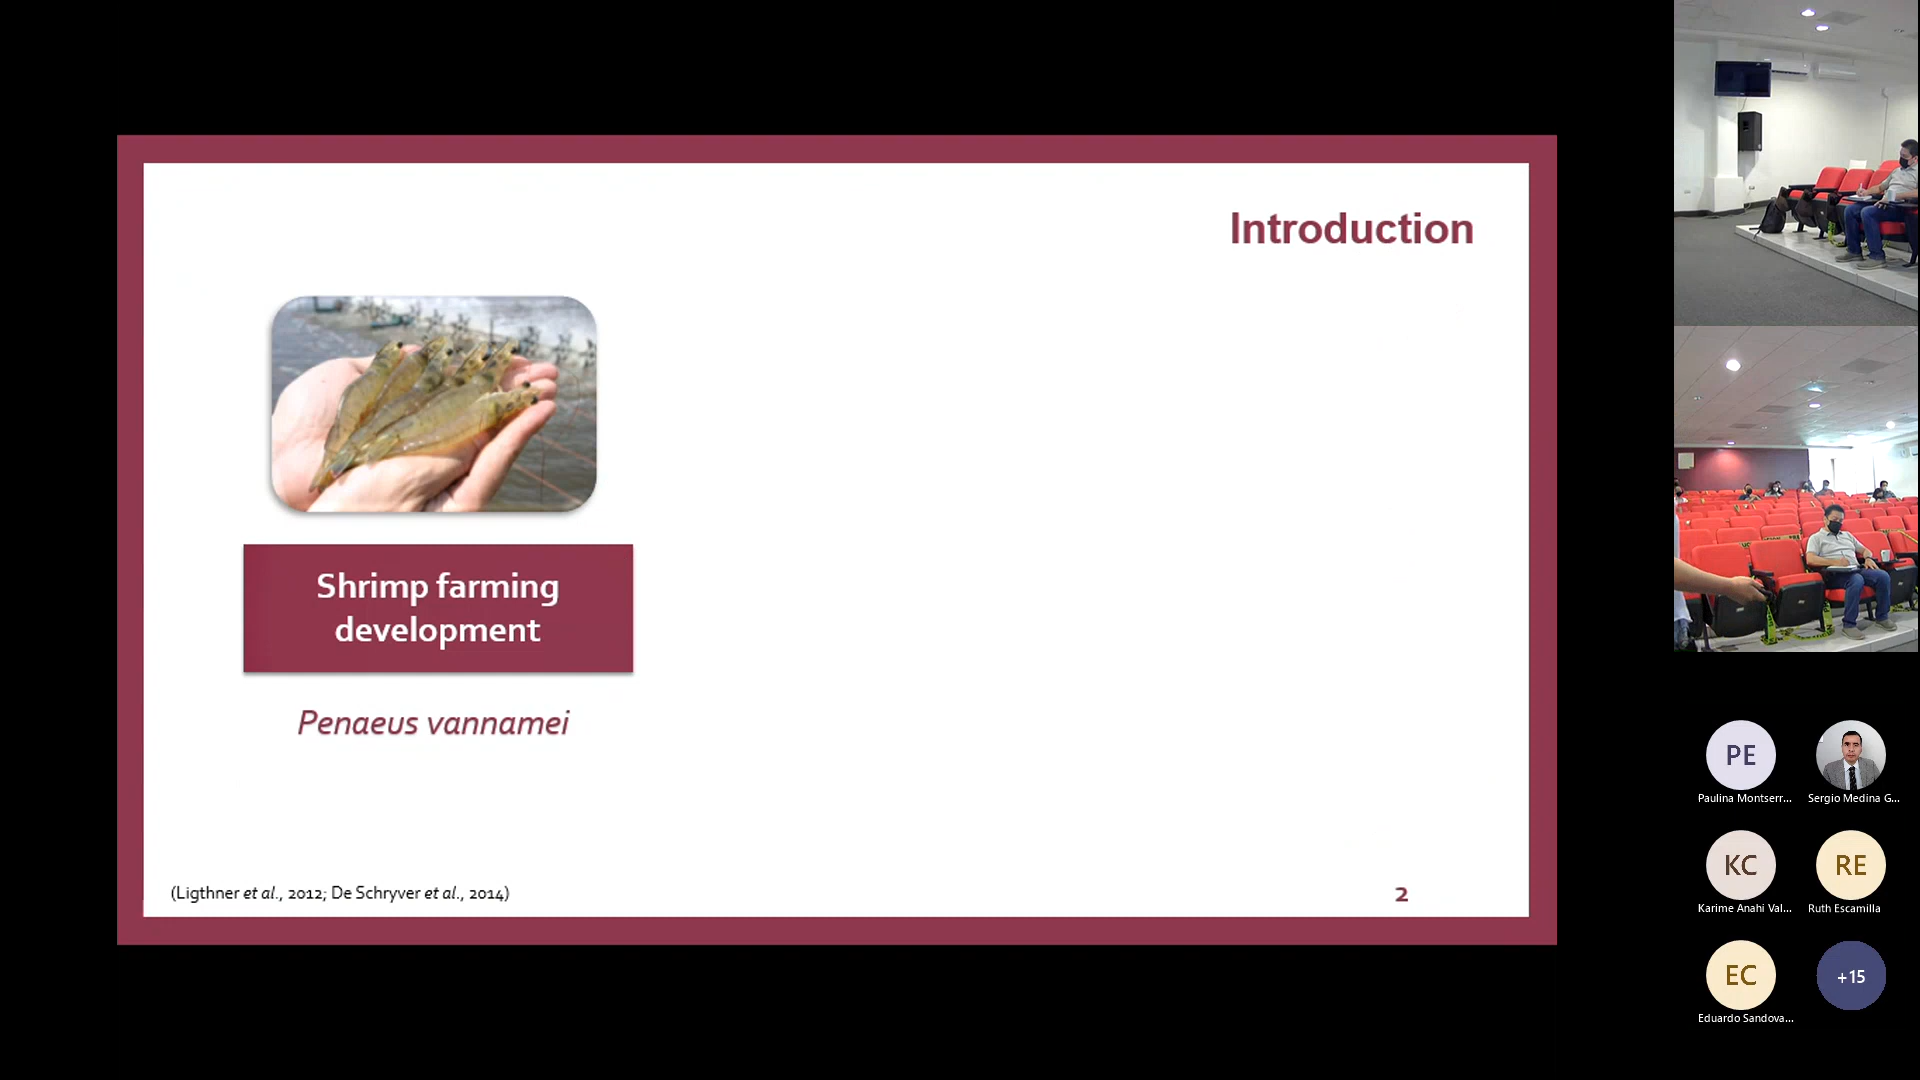 Introduction
Shrimp farming
development
Penaeus vannamei
(Ligthner et al., 2012; De Schryver et al., 2014)
2
PE
Paulina Montserr...
Sergio Medina G...
KC
Karime Anahi Val...
RE
Ruth Escamilla
EC
Eduardo Sandova...
+15